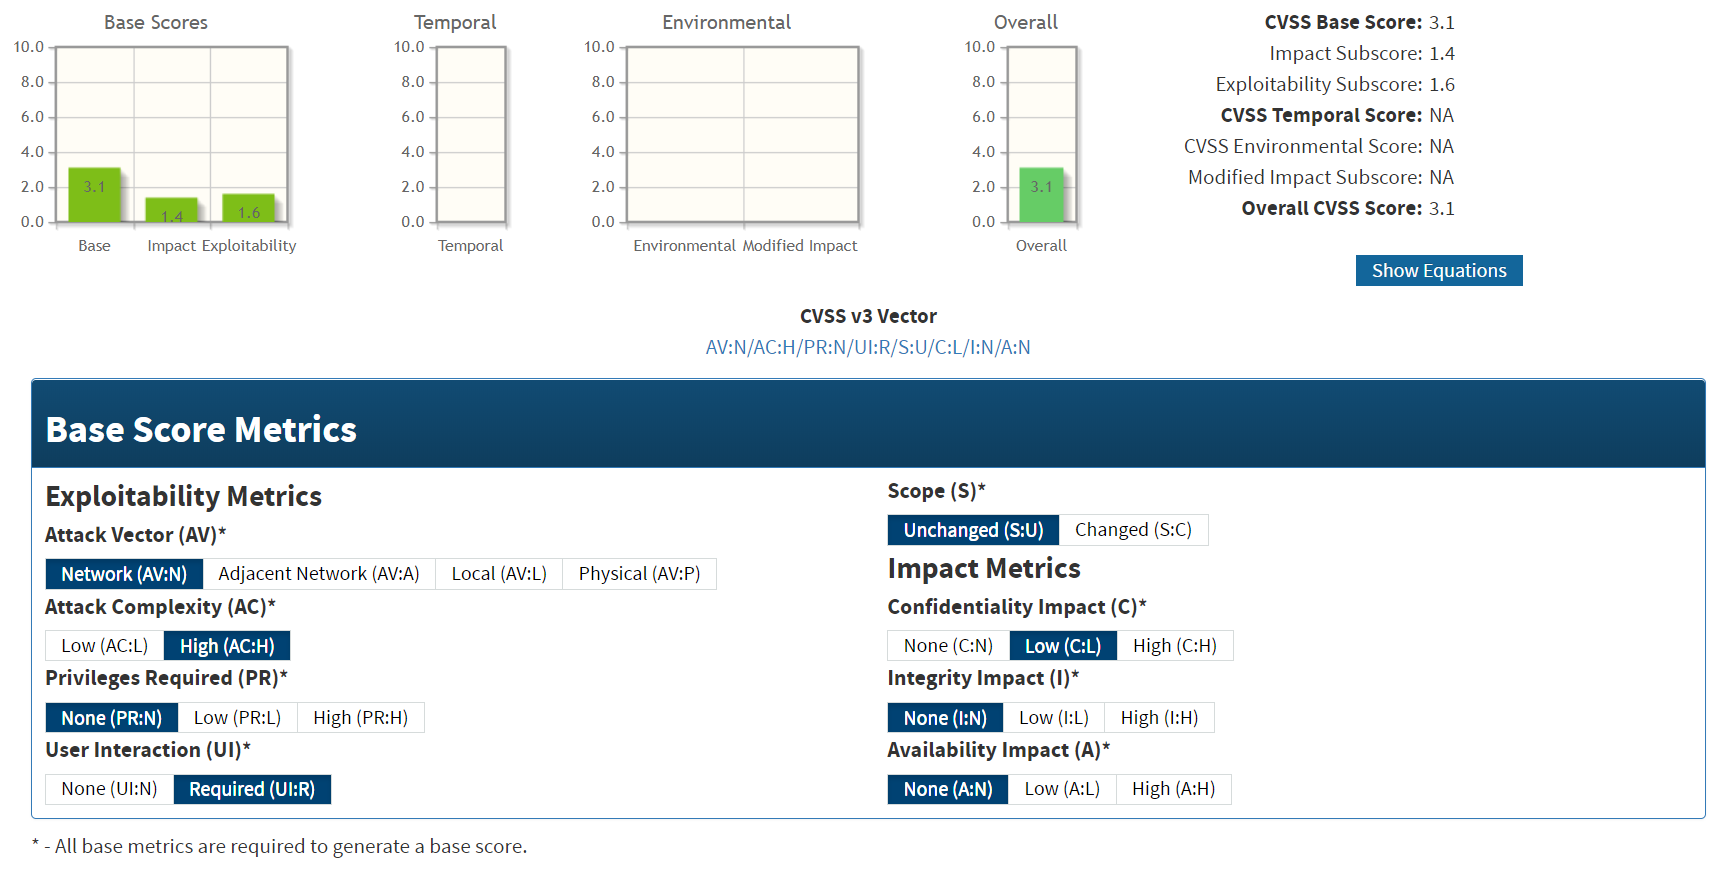 Base Scores
10.0
8.0
6.0
4.0
2.0
0.0
3.1
1.4
1.6
Base Impact Exploitability
Temporal
10.0
8.0
6.0
4.0
2.0
0.0
Temporal
Environmental
10.0
8.0
6.0
4.0
2.0
0.0
Environmental Modified Impact
Overall
10.0
8.0
6.0
4.0
2.0
0.0
3.1
Overall
CVSS Base Score: 3.1
Impact Subscore: 1.4
Exploitability Subscore: 1.6
CVSS Temporal Score: NA
CVSS Environmental Score: NA
Modified Impact Subscore: NA
Overall CVSS Score: 3.1
Show Equations
CVSS v3 Vector
AV:N/AC:H/PR:N/UI:R/S:U/C:L/I:N/A:N
Base Score Metrics
Exploitability Metrics
Attack Vector (AV)*
Network (AV:N) Adjacent Network (AV:A) Local (AV:L) Physical (AV:P)
Attack Complexity (AC)*
Low (AC:L) High (AC:H)
Privileges Required (PR)*
None (PR:N) Low (PR:L) High (PR:H)
User Interaction (UI)*
None (UI:N) Required (UI:R)
Scope (S)*
Unchanged (S:U) Changed (S:C)
Impact Metrics
Confidentiality Impact (C)*
None (C:N) Low (C:L) High (C:H)
Integrity Impact (I)*
None (I:N) Low (I:L) High (I:H)
Availability Impact (A)*
None (A:N) Low (A:L) High (A:H)
* - All base metrics are required to generate a base score.